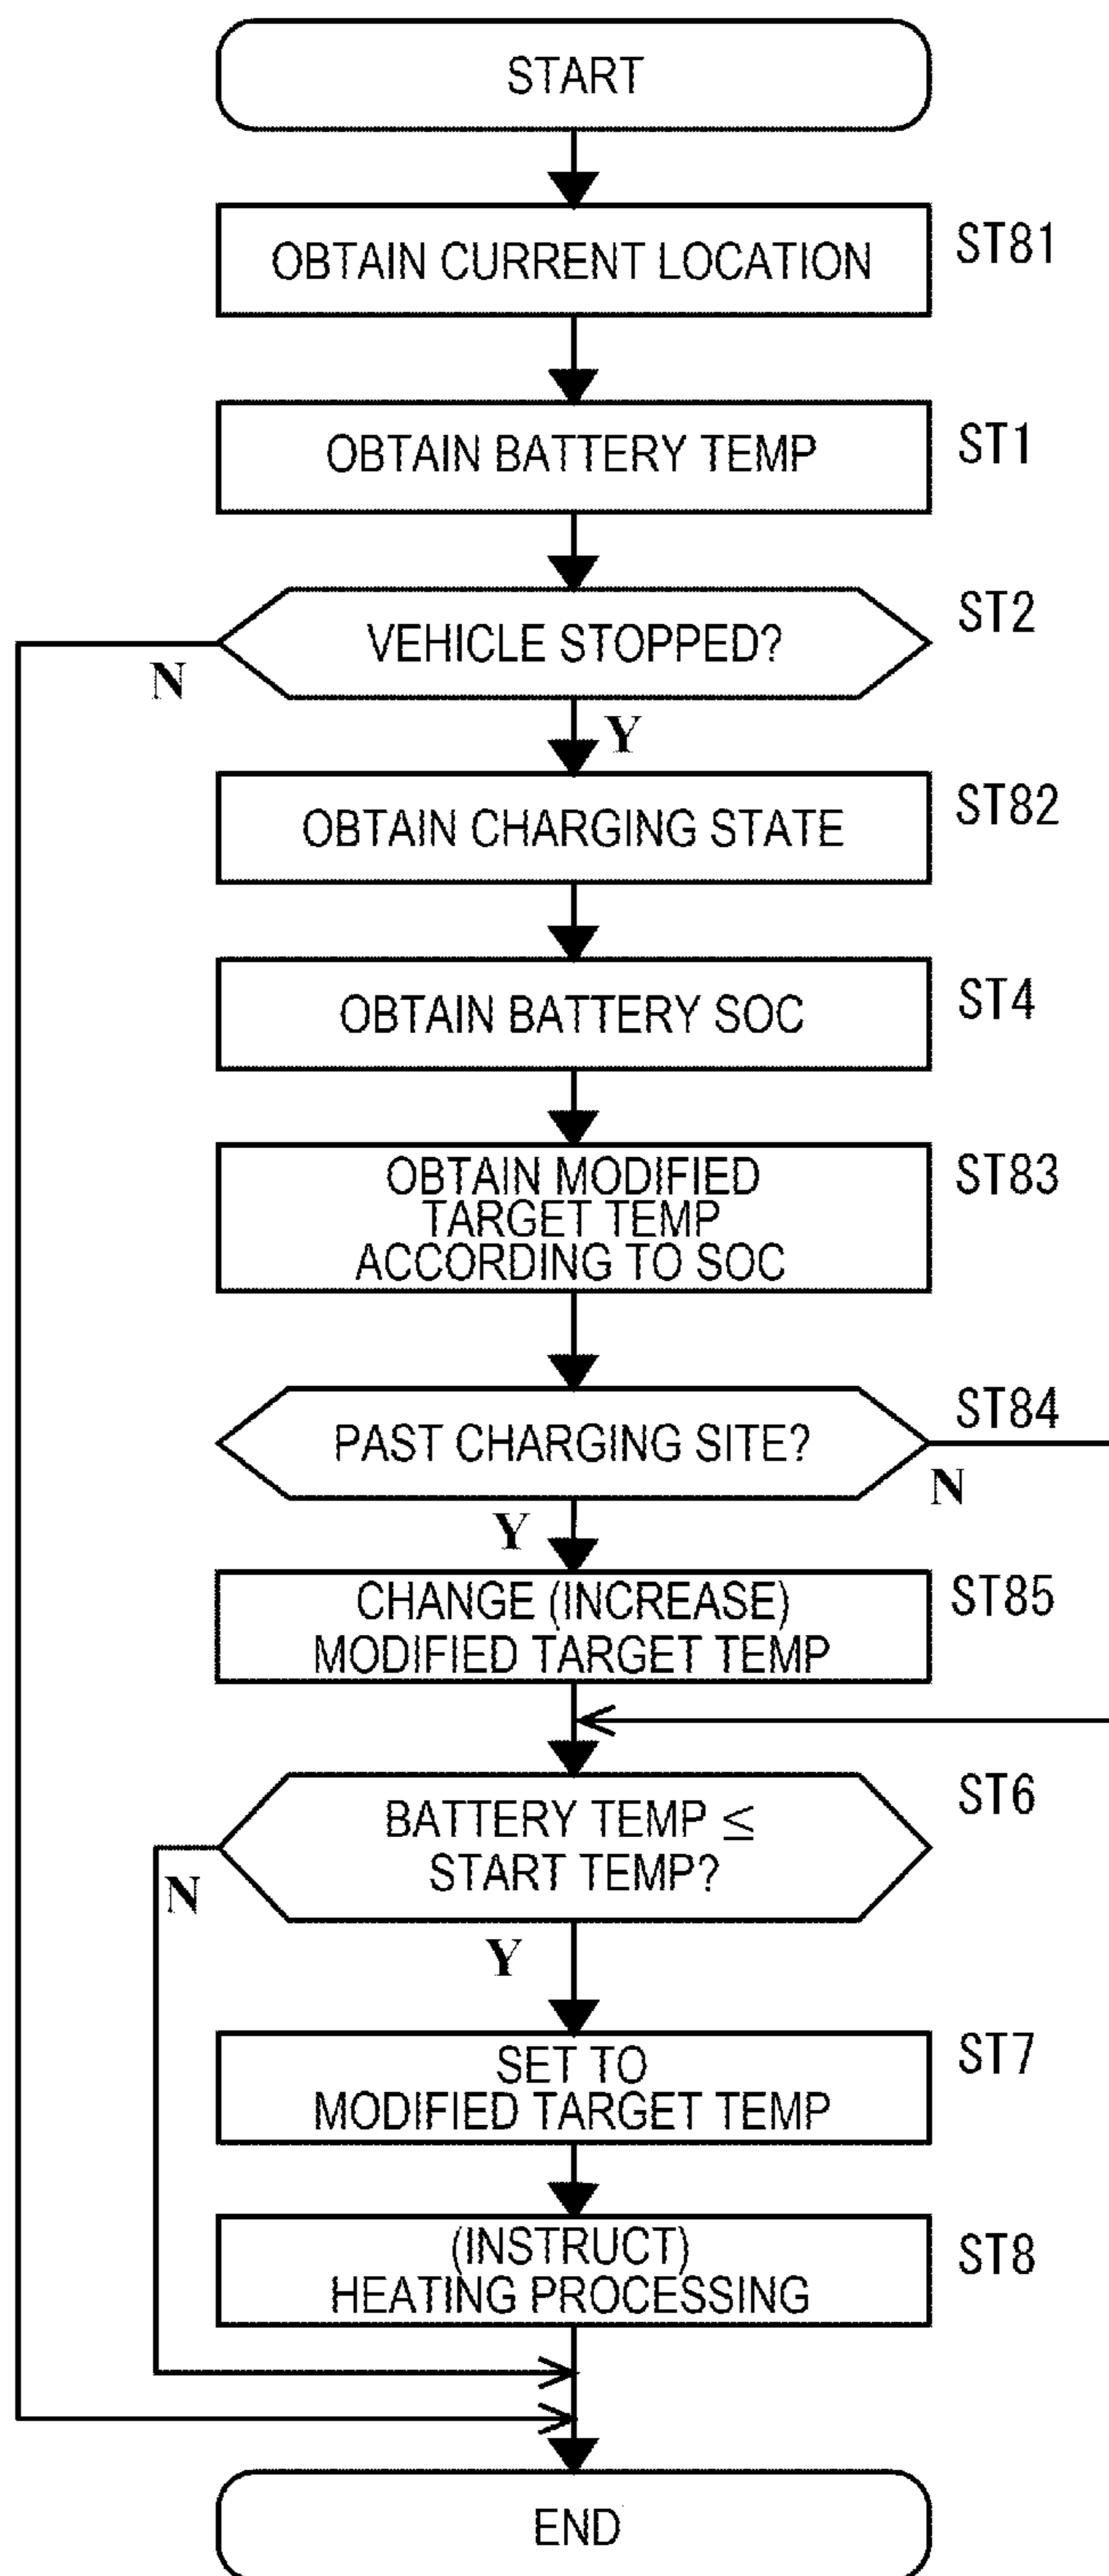 START
OBTAIN CURRENT LOCATION
ST81
OBTAIN BATTERY TEMP
ST1
VEHICLE STOPPED?
ST2
N
Y
OBTAIN CHARGING STATE
ST82
OBTAIN BATTERY SOC
ST4
OBTAIN MODIFIED
TARGET TEMP
ACCORDING TO SOC
ST83
PAST CHARGING SITE?
ST84
N
Y
CHANGE (INCREASE)
MODIFIED TARGET TEMP
ST85
BATTERY TEMP ≤
START TEMP?
ST6
N
Y
SET TO
MODIFIED TARGET TEMP
ST7
(INSTRUCT)
HEATING PROCESSING
ST8
END